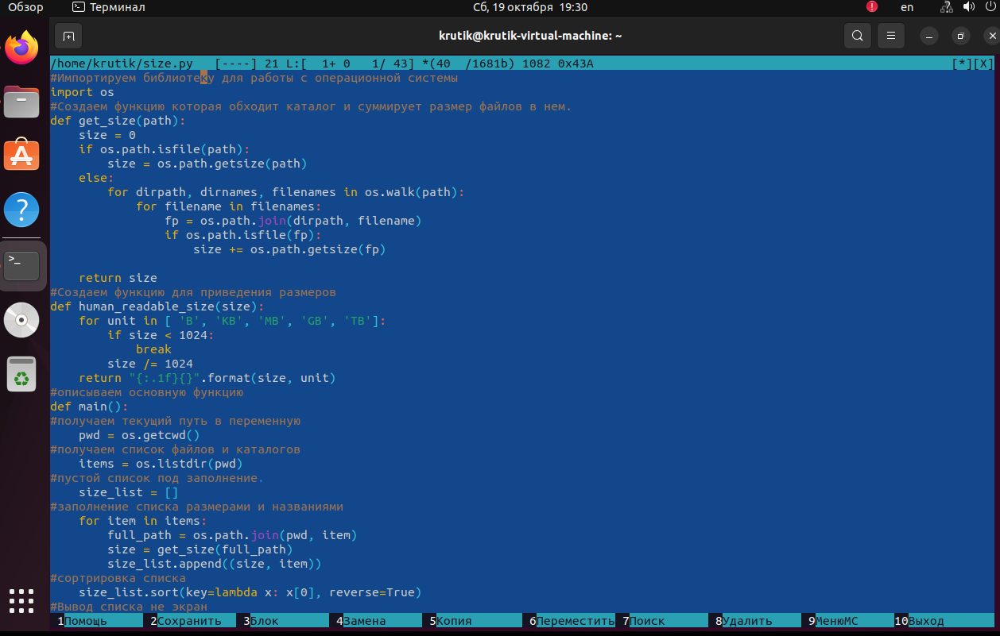 Обзор Терминал Сб, 19 октября 19:30 en
krutik@krutik-virtual-machine: ~
/home/krutik/size.py [----] 21 L:[ 1+ 0 1/ 43] *(40 /1681b) 1082 0x43A [*][X]
#Импортируем библиотеку для работы с операционной системы
import os
#Создаем функцию которая обходит каталог и суммирует размер файлов в нем.
def get_size(path):
    size = 0
    if os.path.isfile(path):
        size = os.path.getsize(path)
    else:
        for dirpath, dirnames, filenames in os.walk(path):
            for filename in filenames:
                fp = os.path.join(dirpath, filename)
                if os.path.isfile(fp):
                    size += os.path.getsize(fp)
    return size
#Создаем функцию для приведения размеров
def human_readable_size(size):
    for unit in [ 'B', 'KB', 'MB', 'GB', 'TB']:
        if size < 1024:
            break
        size /= 1024
    return "{:.1f}{}".format(size, unit)
#описываем основную функцию
def main():
#получаем текущий путь в переменную
    pwd = os.getcwd()
#получаем список файлов и каталогов
    items = os.listdir(pwd)
#пустой список под заполнение.
    size_list = []
#заполнение списка размерами и названиями
    for item in items:
        full_path = os.path.join(pwd, item)
        size = get_size(full_path)
        size_list.append((size, item))
#сортрировка списка
    size_list.sort(key=lambda x: x[0], reverse=True)
#Вывод списка не экран
1Помощь 2Сохранить 3Блок 4Замена 5Копия 6Переместить 7Поиск 8Удалить 9МенюМС 10Выход